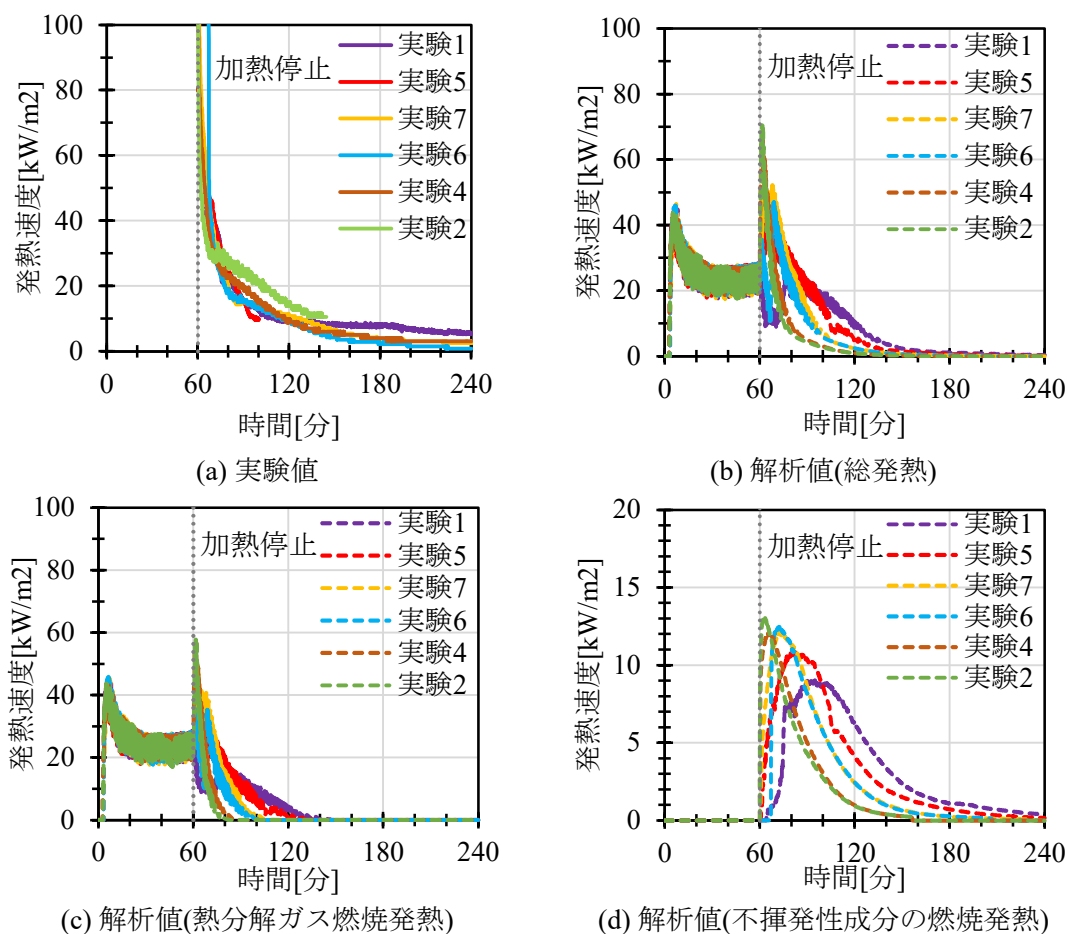 100
80
60
40
20
0
発熱速度[kW/m2]
加熱停止
実験1
実験5
実験7
実験6
実験4
実験2
0 60 120 180 240
時間[分]
(a) 実験値
100
80
60
40
20
0
発熱速度[kW/m2]
加熱停止
実験1
実験5
実験7
実験6
実験4
実験2
0 60 120 180 240
時間[分]
(b) 解析値(総発熱)
100
80
60
40
20
0
発熱速度[kW/m2]
加熱停止
実験1
実験5
実験7
実験6
実験4
実験2
0 60 120 180 240
時間[分]
(c) 解析値(熱分解ガス燃焼発熱)
20
15
10
5
0
発熱速度[kW/m2]
加熱停止
実験1
実験5
実験7
実験6
実験4
実験2
0 60 120 180 240
時間[分]
(d) 解析値(不揮発性成分の燃焼発熱)